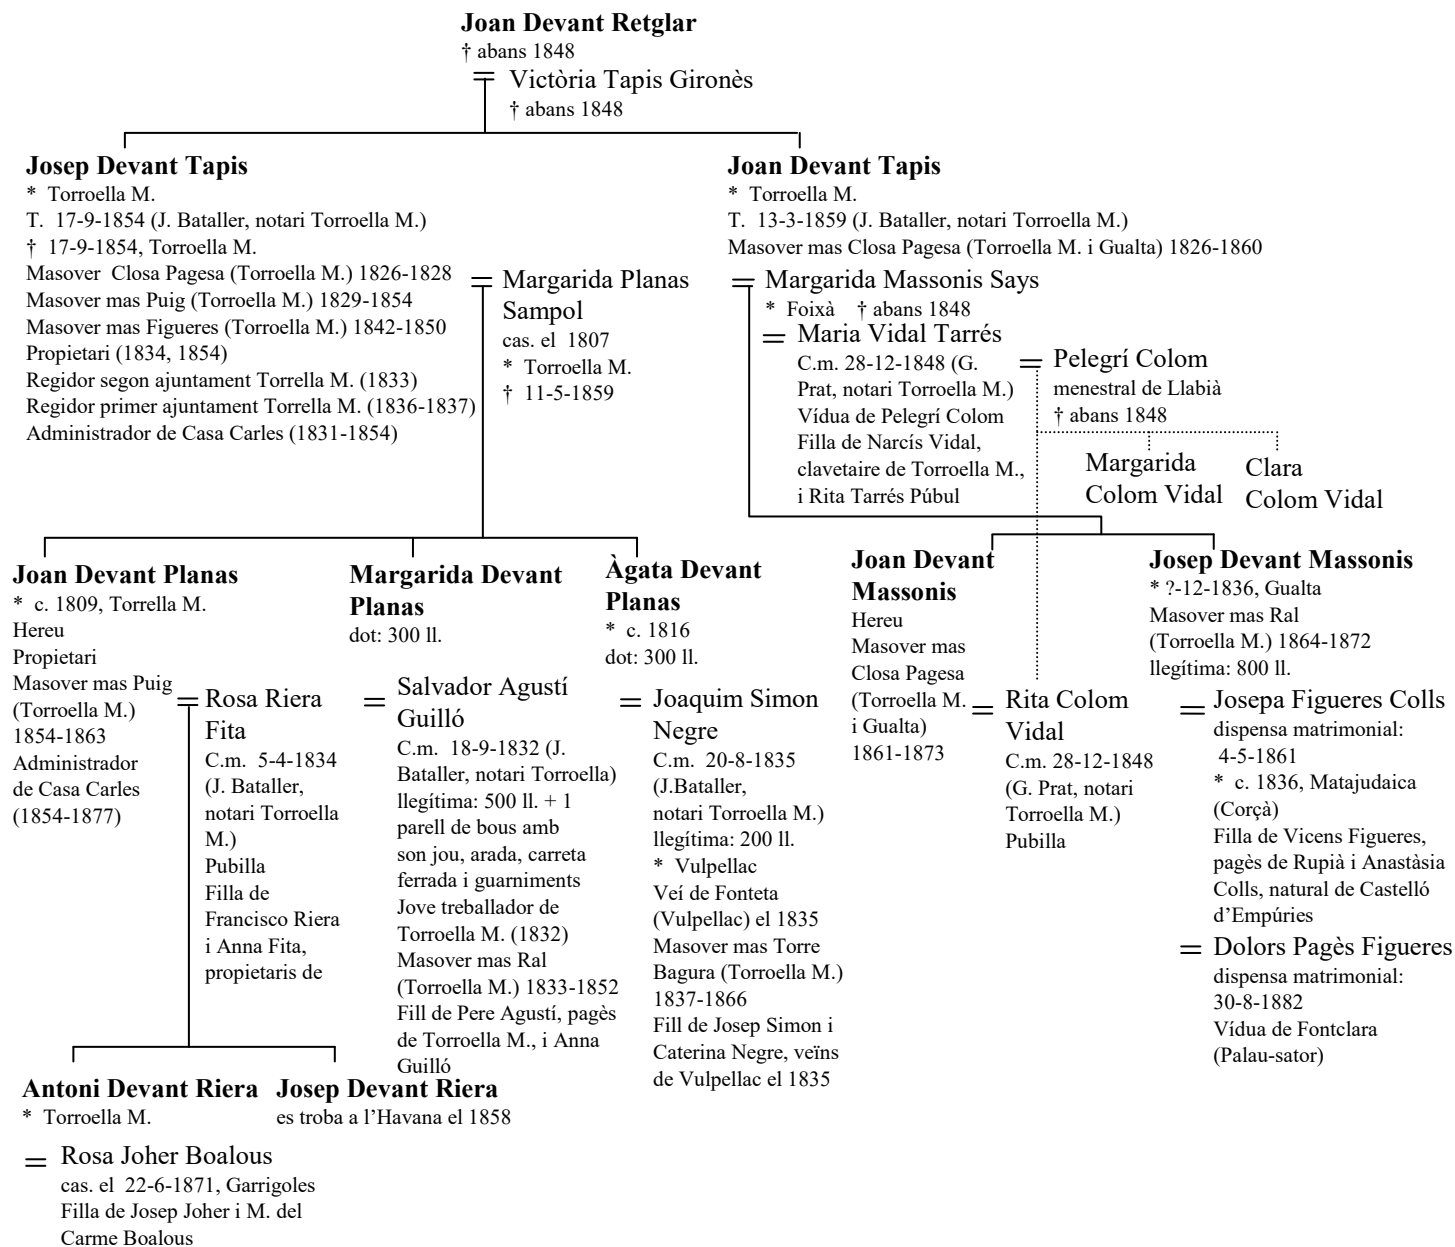 Joan Devant Retglar
† abans 1848
= Victòria Tapis Gironès
† abans 1848
Josep Devant Tapis
* Torroella M.
T. 17-9-1854 (J. Bataller, notari Torroella M.)
† 17-9-1854, Torroella M.
Masover Closa Pagesa (Torroella M.) 1826-1828
Masover mas Puig (Torroella M.) 1829-1854
Masover mas Figueres (Torroella M.) 1842-1850
Propietari (1834, 1854)
Regidor segon ajuntament Torrella M. (1833)
Regidor primer ajuntament Torrella M. (1836-1837)
Administrador de Casa Carles (1831-1854)
= Margarida Planas
Sampol
cas. el 1807
* Torroella M.
† 11-5-1859
Joan Devant Tapis
* Torroella M.
T. 13-3-1859 (J. Bataller, notari Torroella M.)
Masover mas Closa Pagesa (Torroella M. i Gualta) 1826-1860
= Margarida Massonis Says
* Foixà † abans 1848
= Maria Vidal Tarrés
C.m. 28-12-1848 (G.
Prat, notari Torroella M.)
Vídua de Pelegrí Colom
Filla de Narcís Vidal,
clavetaire de Torroella M.,
i Rita Tarrés Púbul
= Pelegrí Colom
menestral de Llabià
† abans 1848
Margarida
Colom Vidal
Clara
Colom Vidal
Joan Devant Planas
* c. 1809, Torrella M.
Hereu
Propietari
Masover mas Puig
(Torroella M.)
1854-1863
Administrador
de Casa Carles
(1854-1877)
= Rosa Riera
Fita
C.m. 5-4-1834
(J. Bataller,
notari Torroella
M.)
Pubilla
Filla de
Francisco Riera
i Anna Fita,
propietaris de
Margarida Devant
Planas
dot: 300 ll.
= Salvador Agustí
Guilló
C.m. 18-9-1832 (J.
Bataller, notari Torroella)
llegítima: 500 ll. + 1
parell de bous amb
son jou, arada, carreta
ferrada i guarniments
Jove treballador de
Torroella M. (1832)
Masover mas Ral
(Torroella M.) 1833-1852
Fill de Pere Agustí, pagès
de Torroella M., i Anna
Guilló
Àgata Devant
Planas
* c. 1816
dot: 300 ll.
= Joaquim Simon
Negre
C.m. 20-8-1835
(J.Bataller,
notari Torroella M.)
llegítima: 200 ll.
* Vulpellac
Veí de Fonteta
(Vulpellac) el 1835
Masover mas Torre
Bagura (Torroella M.)
1837-1866
Fill de Josep Simon i
Caterina Negre, veïns
de Vulpellac el 1835
Joan Devant
Massonis
Hereu
Masover mas
Closa Pagesa
(Torroella M.
i Gualta)
1861-1873
= Rita Colom
Vidal
C.m. 28-12-1848
(G. Prat, notari
Torroella M.)
Pubilla
Josep Devant Massonis
* ?-12-1836, Gualta
Masover mas Ral
(Torroella M.) 1864-1872
llegítima: 800 ll.
= Josepa Figueres Colls
dispensa matrimonial:
4-5-1861
* c. 1836, Matajudaica
(Corçà)
Filla de Vicens Figueres,
pagès de Rupià i Anastàsia
Colls, natural de Castelló
d’Empúries
= Dolors Pagès Figueres
dispensa matrimonial:
30-8-1882
Vídua de Fontclara
(Palau-sator)
Antoni Devant Riera
* Torroella M.
= Rosa Joher Boalous
cas. el 22-6-1871, Garrigoles
Filla de Josep Joher i M. del
Carme Boalous
Josep Devant Riera
es troba a l’Havana el 1858